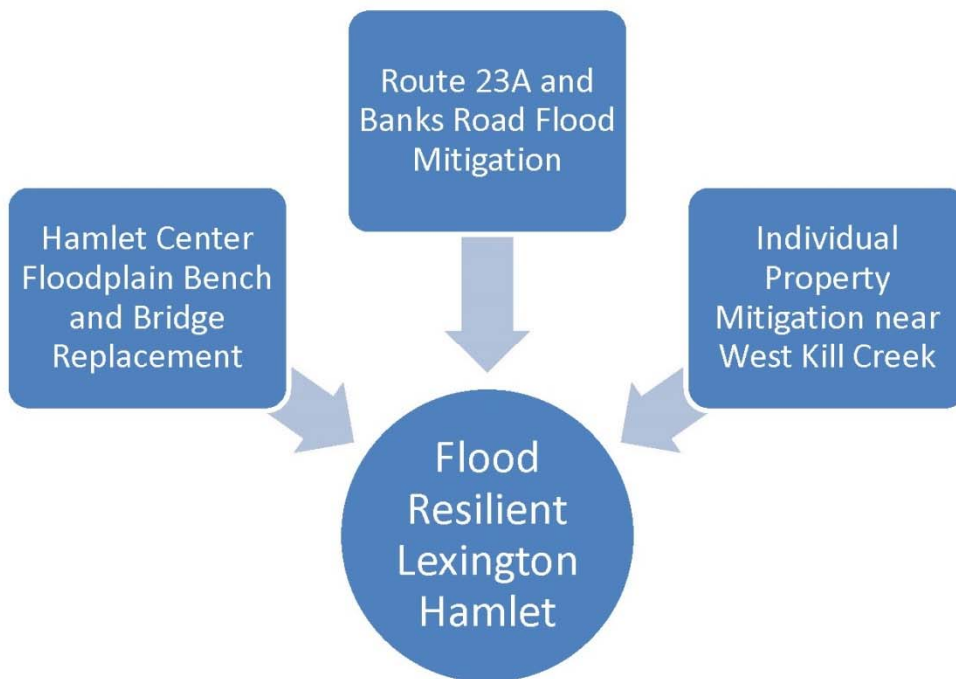 Route 23A and
Banks Road Flood
Mitigation
Hamlet Center
Floodplain Bench
and Bridge
Replacement
Individual
Property
Mitigation near
West Kill Creek
Flood
Resilient
Lexington
Hamlet